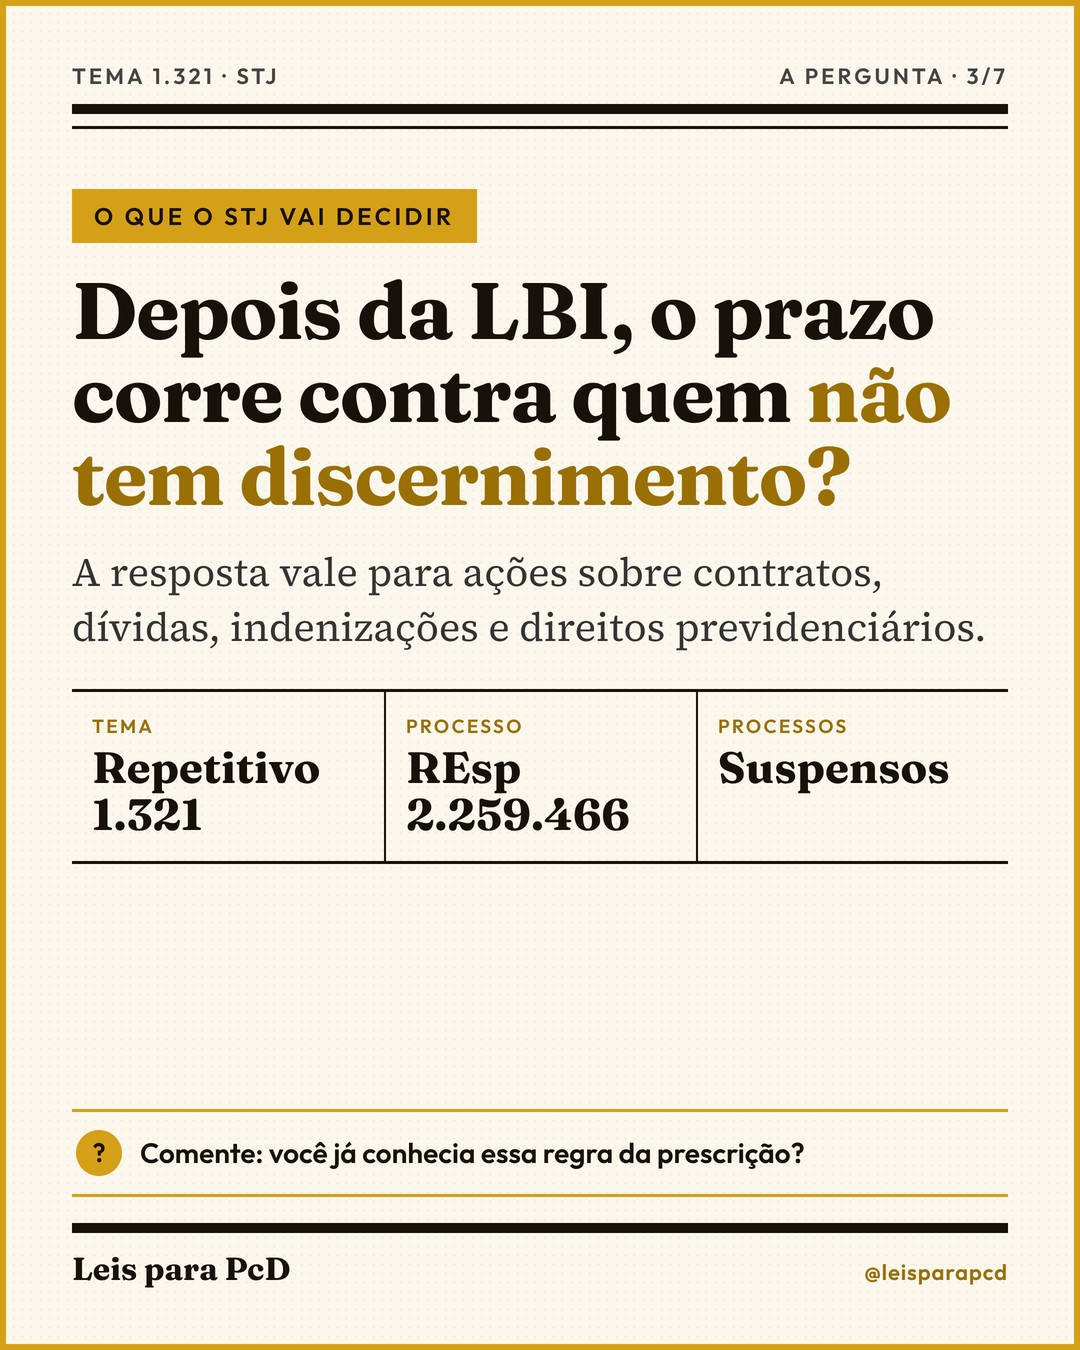 TEMA 1.321 · STJ
A PERGUNTA · 3/7
O QUE O STJ VAI DECIDIR
Depois da LBI, o prazo
corre contra quem não
tem discernimento?
A resposta vale para ações sobre contratos,
dívidas, indenizações e direitos previdenciários.
TEMA
Repetitivo
1.321
PROCESSO
REsp
2.259.466
PROCESSOS
Suspensos
?
Comente: você já conhecia essa regra da prescrição?
Leis para PcD
@leisparapcd